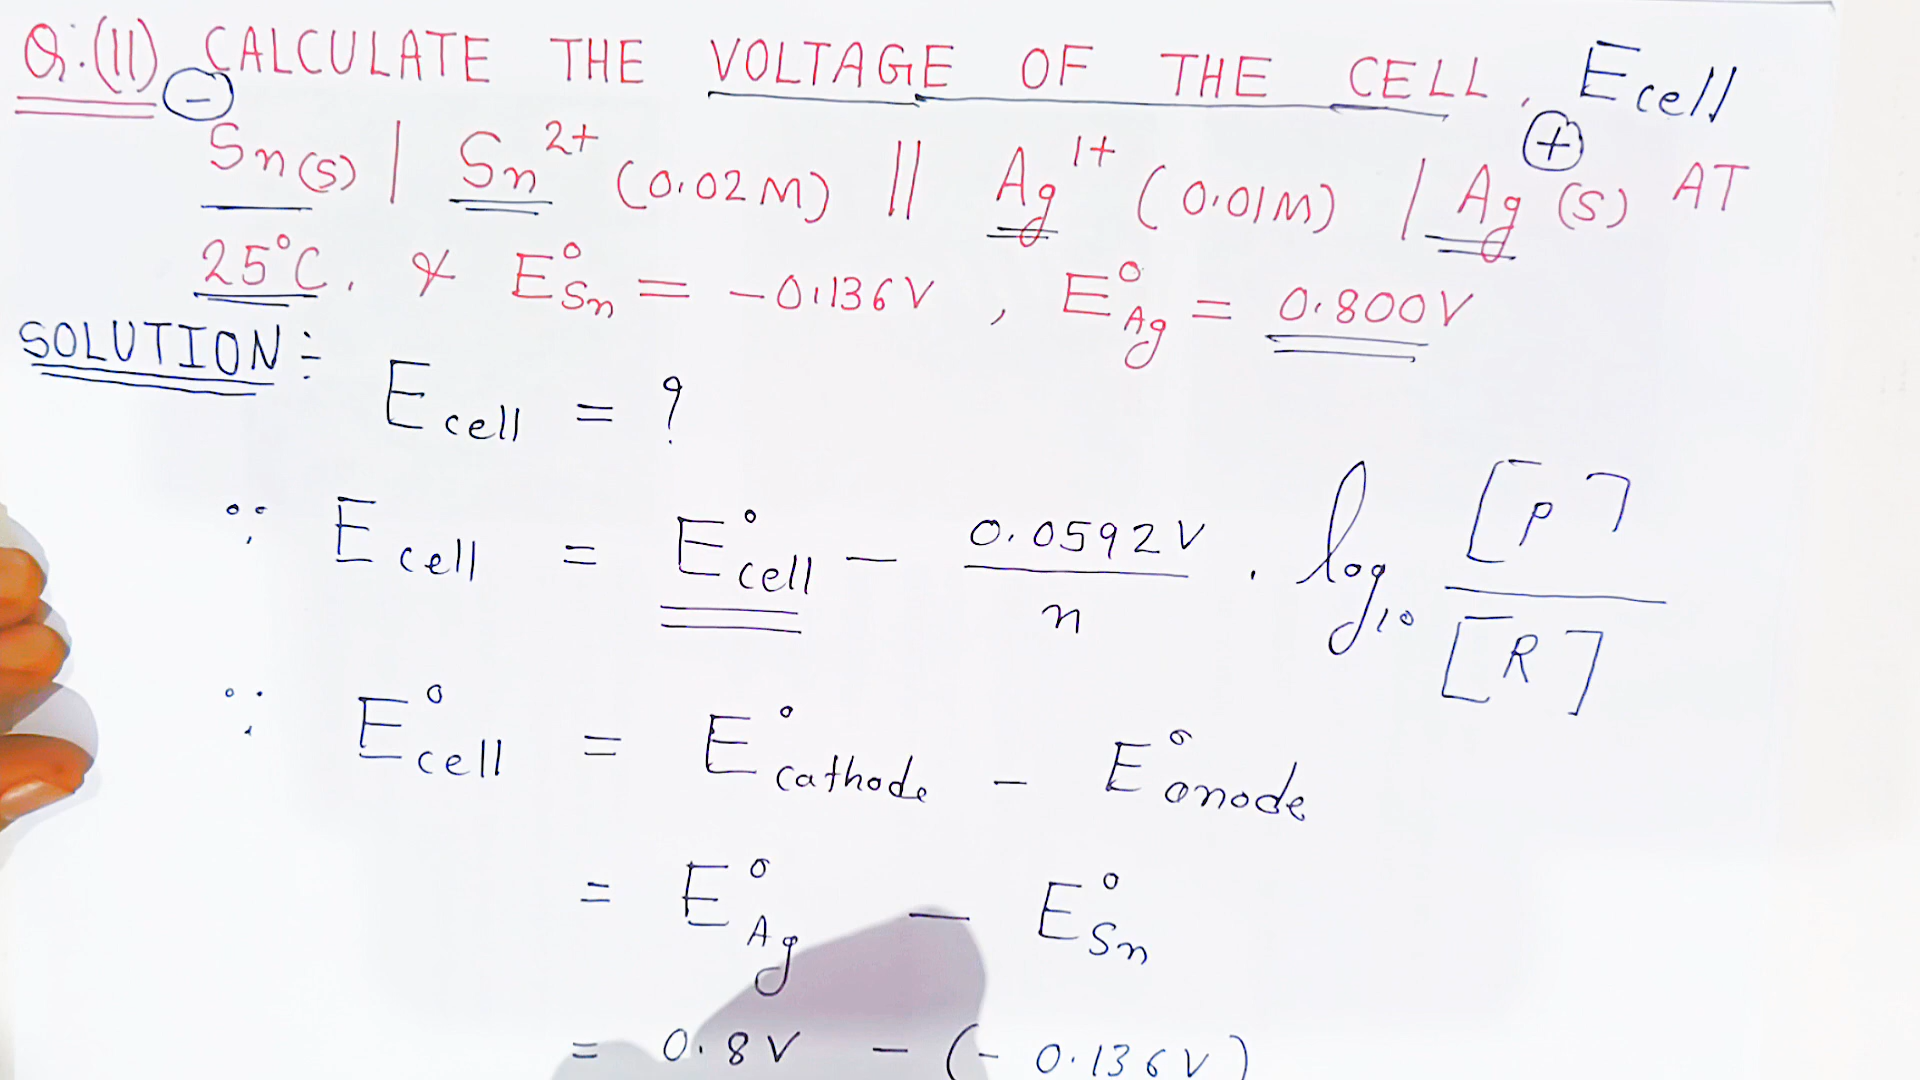 Q:(11) CALCULATE THE VOLTAGE OF THE CELL, Ecell
⊖ ⊕
Sn(s) | Sn²⁺ (0.02M) || Ag¹⁺ (0.01M) | Ag(s) AT
25°C. & E°Sn = -0.136V , E°Ag = 0.800V
SOLUTION:-
Ecell = ?
∵ Ecell = E°cell - 0.0592V/n . log₁₀ [P]/[R]
∵ E°cell = E°cathode - E°anode
= E°Ag - E°Sn
= 0.8V - (-0.136V)